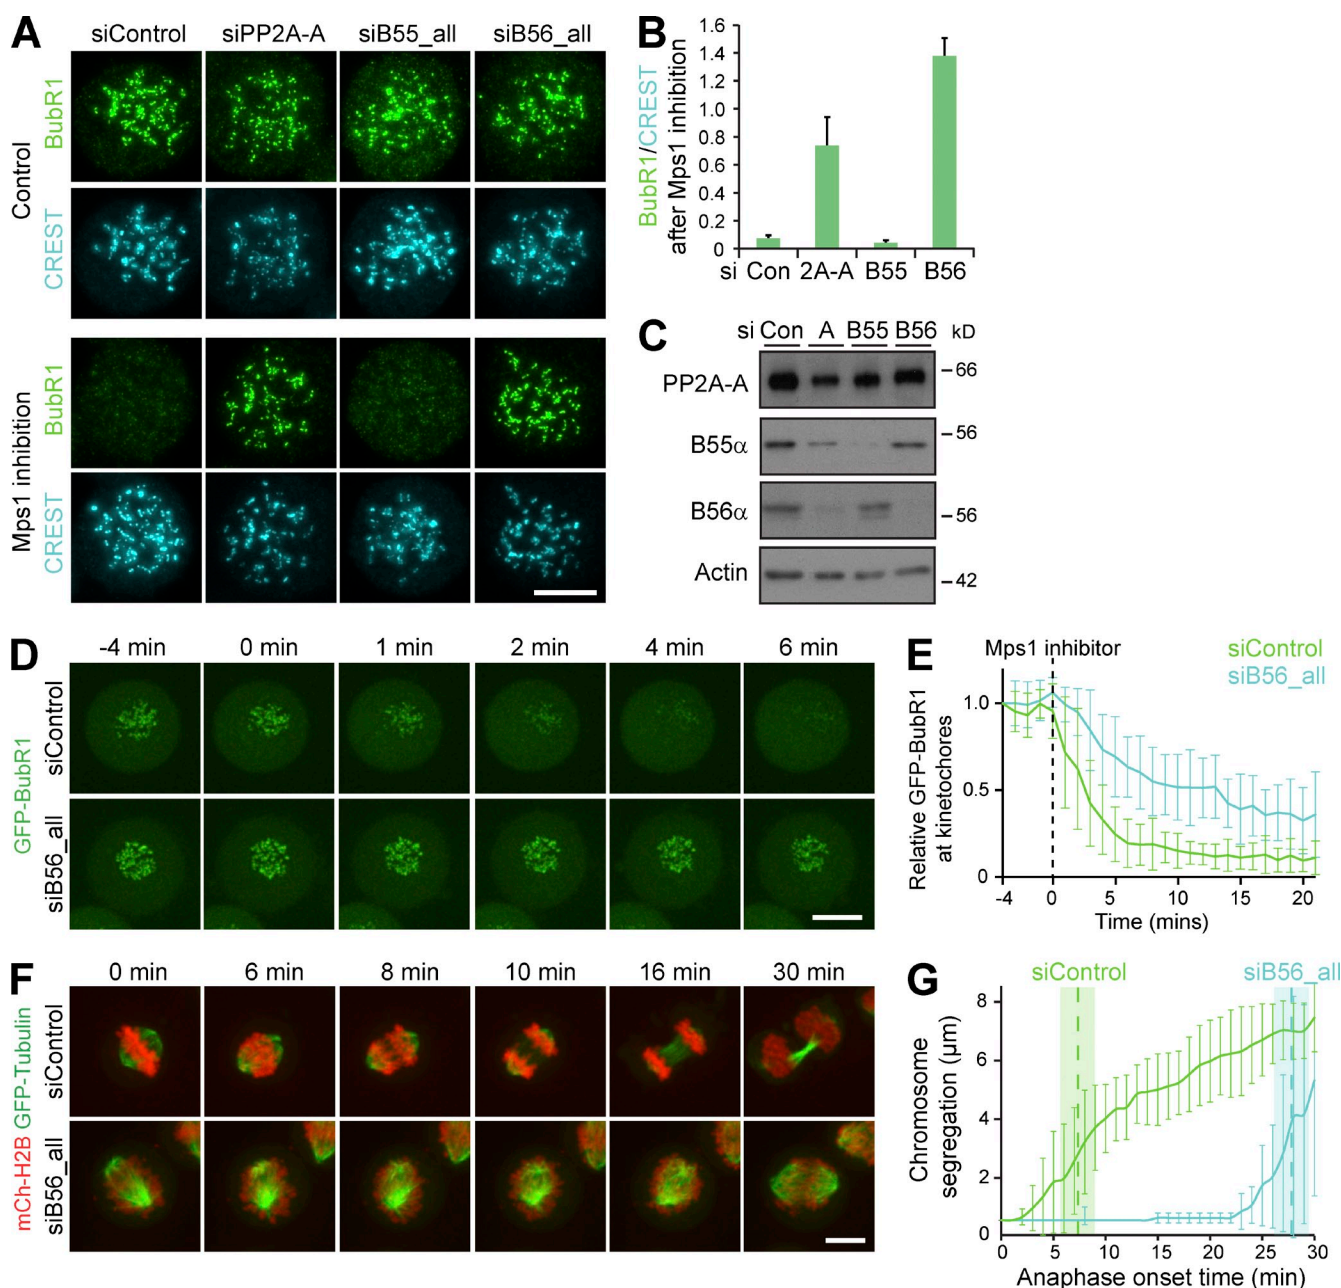 A
siControl siPP2A-A siB55_all siB56_all
Control
BubR1
CREST
Mps1 inhibition
BubR1
CREST
B
BubR1/CREST
after Mps1 inhibition
1.6
1.4
1.2
1.0
0.8
0.6
0.4
0.2
0
si Con 2A-A B55 B56
C
si Con A B55 B56 kD
PP2A-A
66
B55α
56
B56α
56
Actin
42
D
-4 min 0 min 1 min 2 min 4 min 6 min
GFP-BubR1
siControl
siB56_all
E
Mps1 inhibitor
siControl
siB56_all
Relative GFP-BubR1
at kinetochores
1.0
0.5
0
-4 0 5 10 15 20
Time (mins)
F
0 min 6 min 8 min 10 min 16 min 30 min
mCh-H2B GFP-Tubulin
siControl
siB56_all
G
siControl siB56_all
Chromosome
segregation (µm)
8
6
4
2
0
0 5 10 15 20 25 30
Anaphase onset time (min)